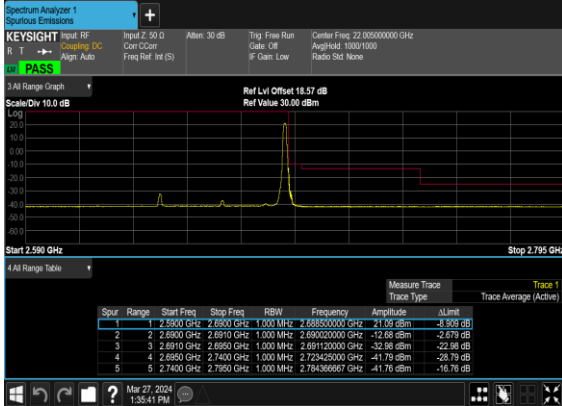 Spectrum Analyzer 1
Spurious Emissions
KEYSIGHT Input: RF Input Z: 50 Ω Atten: 30 dB Trig: Free Run Center Freq: 22.005000000 GHz
R T Coupling: DC Corr CCorr Gate: Off Avg|Hold: 1000/1000
Align: Auto Freq Ref: Int (S) IF Gain: Low Radio Std: None
PASS
3 All Range Graph
Ref Lvl Offset 18.57 dB
Scale/Div 10.0 dB Ref Value 30.00 dBm
Log
20.0
10.0
0.00
-10.0
-20.0
-30.0
-40.0
-50.0
-60.0
Start 2.590 GHz Stop 2.795 GHz
4 All Range Table
Measure Trace Trace 1
Trace Type Trace Average (Active)
Spur Range Start Freq Stop Freq RBW Frequency Amplitude ΔLimit
1 1 2.5900 GHz 2.6900 GHz 1.000 MHz 2.688500000 GHz 21.09 dBm -8.909 dB
2 2 2.6900 GHz 2.6910 GHz 1.000 MHz 2.690020000 GHz -12.68 dBm -2.679 dB
3 3 2.6910 GHz 2.6950 GHz 1.000 MHz 2.691120000 GHz -32.98 dBm -22.98 dB
4 4 2.6950 GHz 2.7400 GHz 1.000 MHz 2.723425000 GHz -41.79 dBm -28.79 dB
5 5 2.7400 GHz 2.7950 GHz 1.000 MHz 2.784366667 GHz -41.76 dBm -16.76 dB
Mar 27, 2024
1:35:41 PM